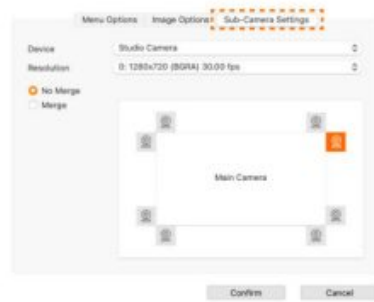 Menu Options Image Options Sub-Camera Settings
Device Studio Camera
Resolution 0: 1280x720 (BGRA) 30.00 fps
No Merge
Merge
Main Camera
Confirm Cancel